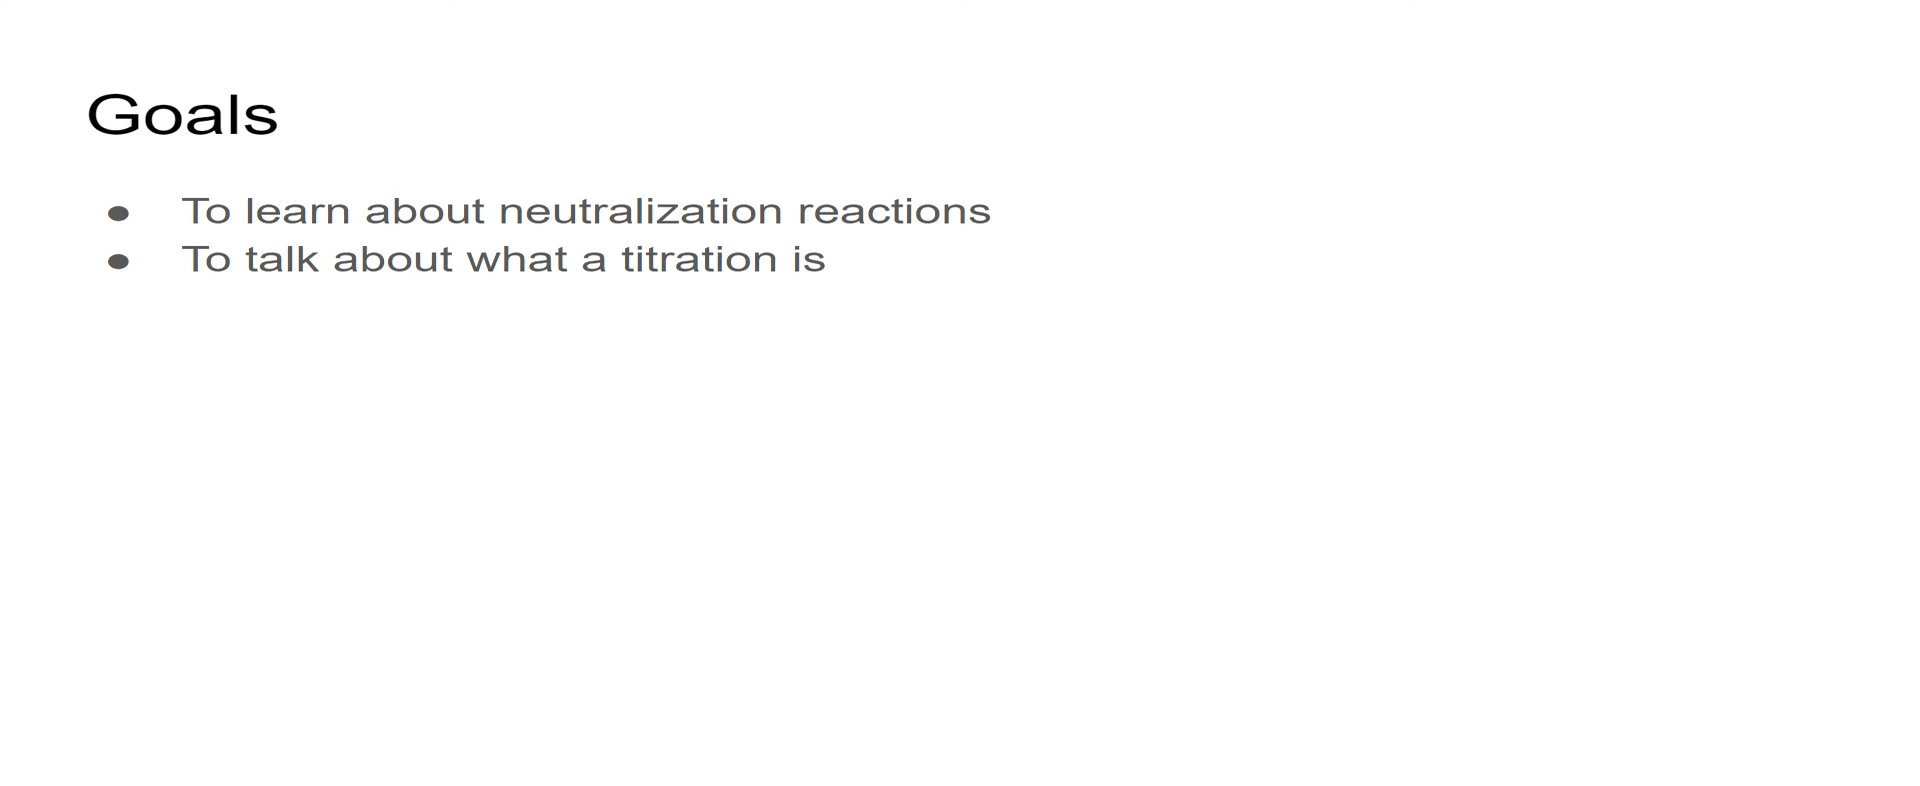 Goals
● To learn about neutralization reactions
● To talk about what a titration is